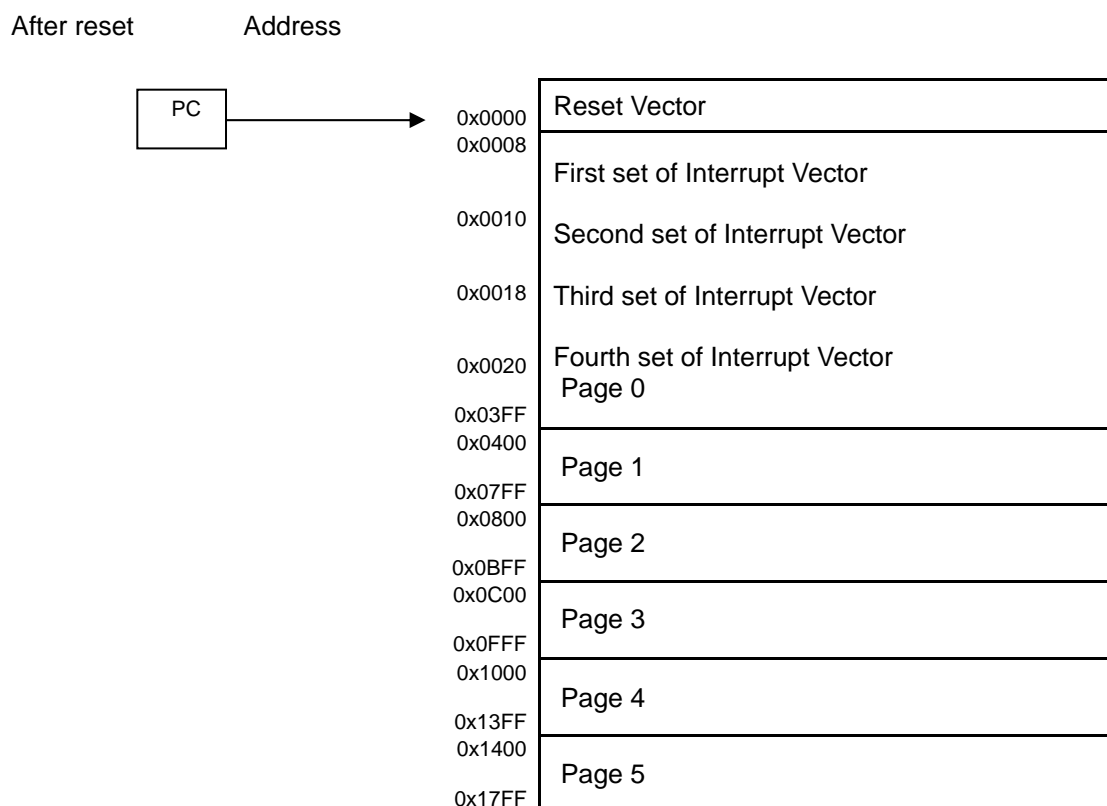 After reset Address
PC
0x0000 Reset Vector
0x0008
First set of Interrupt Vector
0x0010
Second set of Interrupt Vector
0x0018 Third set of Interrupt Vector
0x0020 Fourth set of Interrupt Vector
Page 0
0x03FF
0x0400
Page 1
0x07FF
0x0800
Page 2
0x0BFF
0x0C00
Page 3
0x0FFF
0x1000
Page 4
0x13FF
0x1400
Page 5
0x17FF